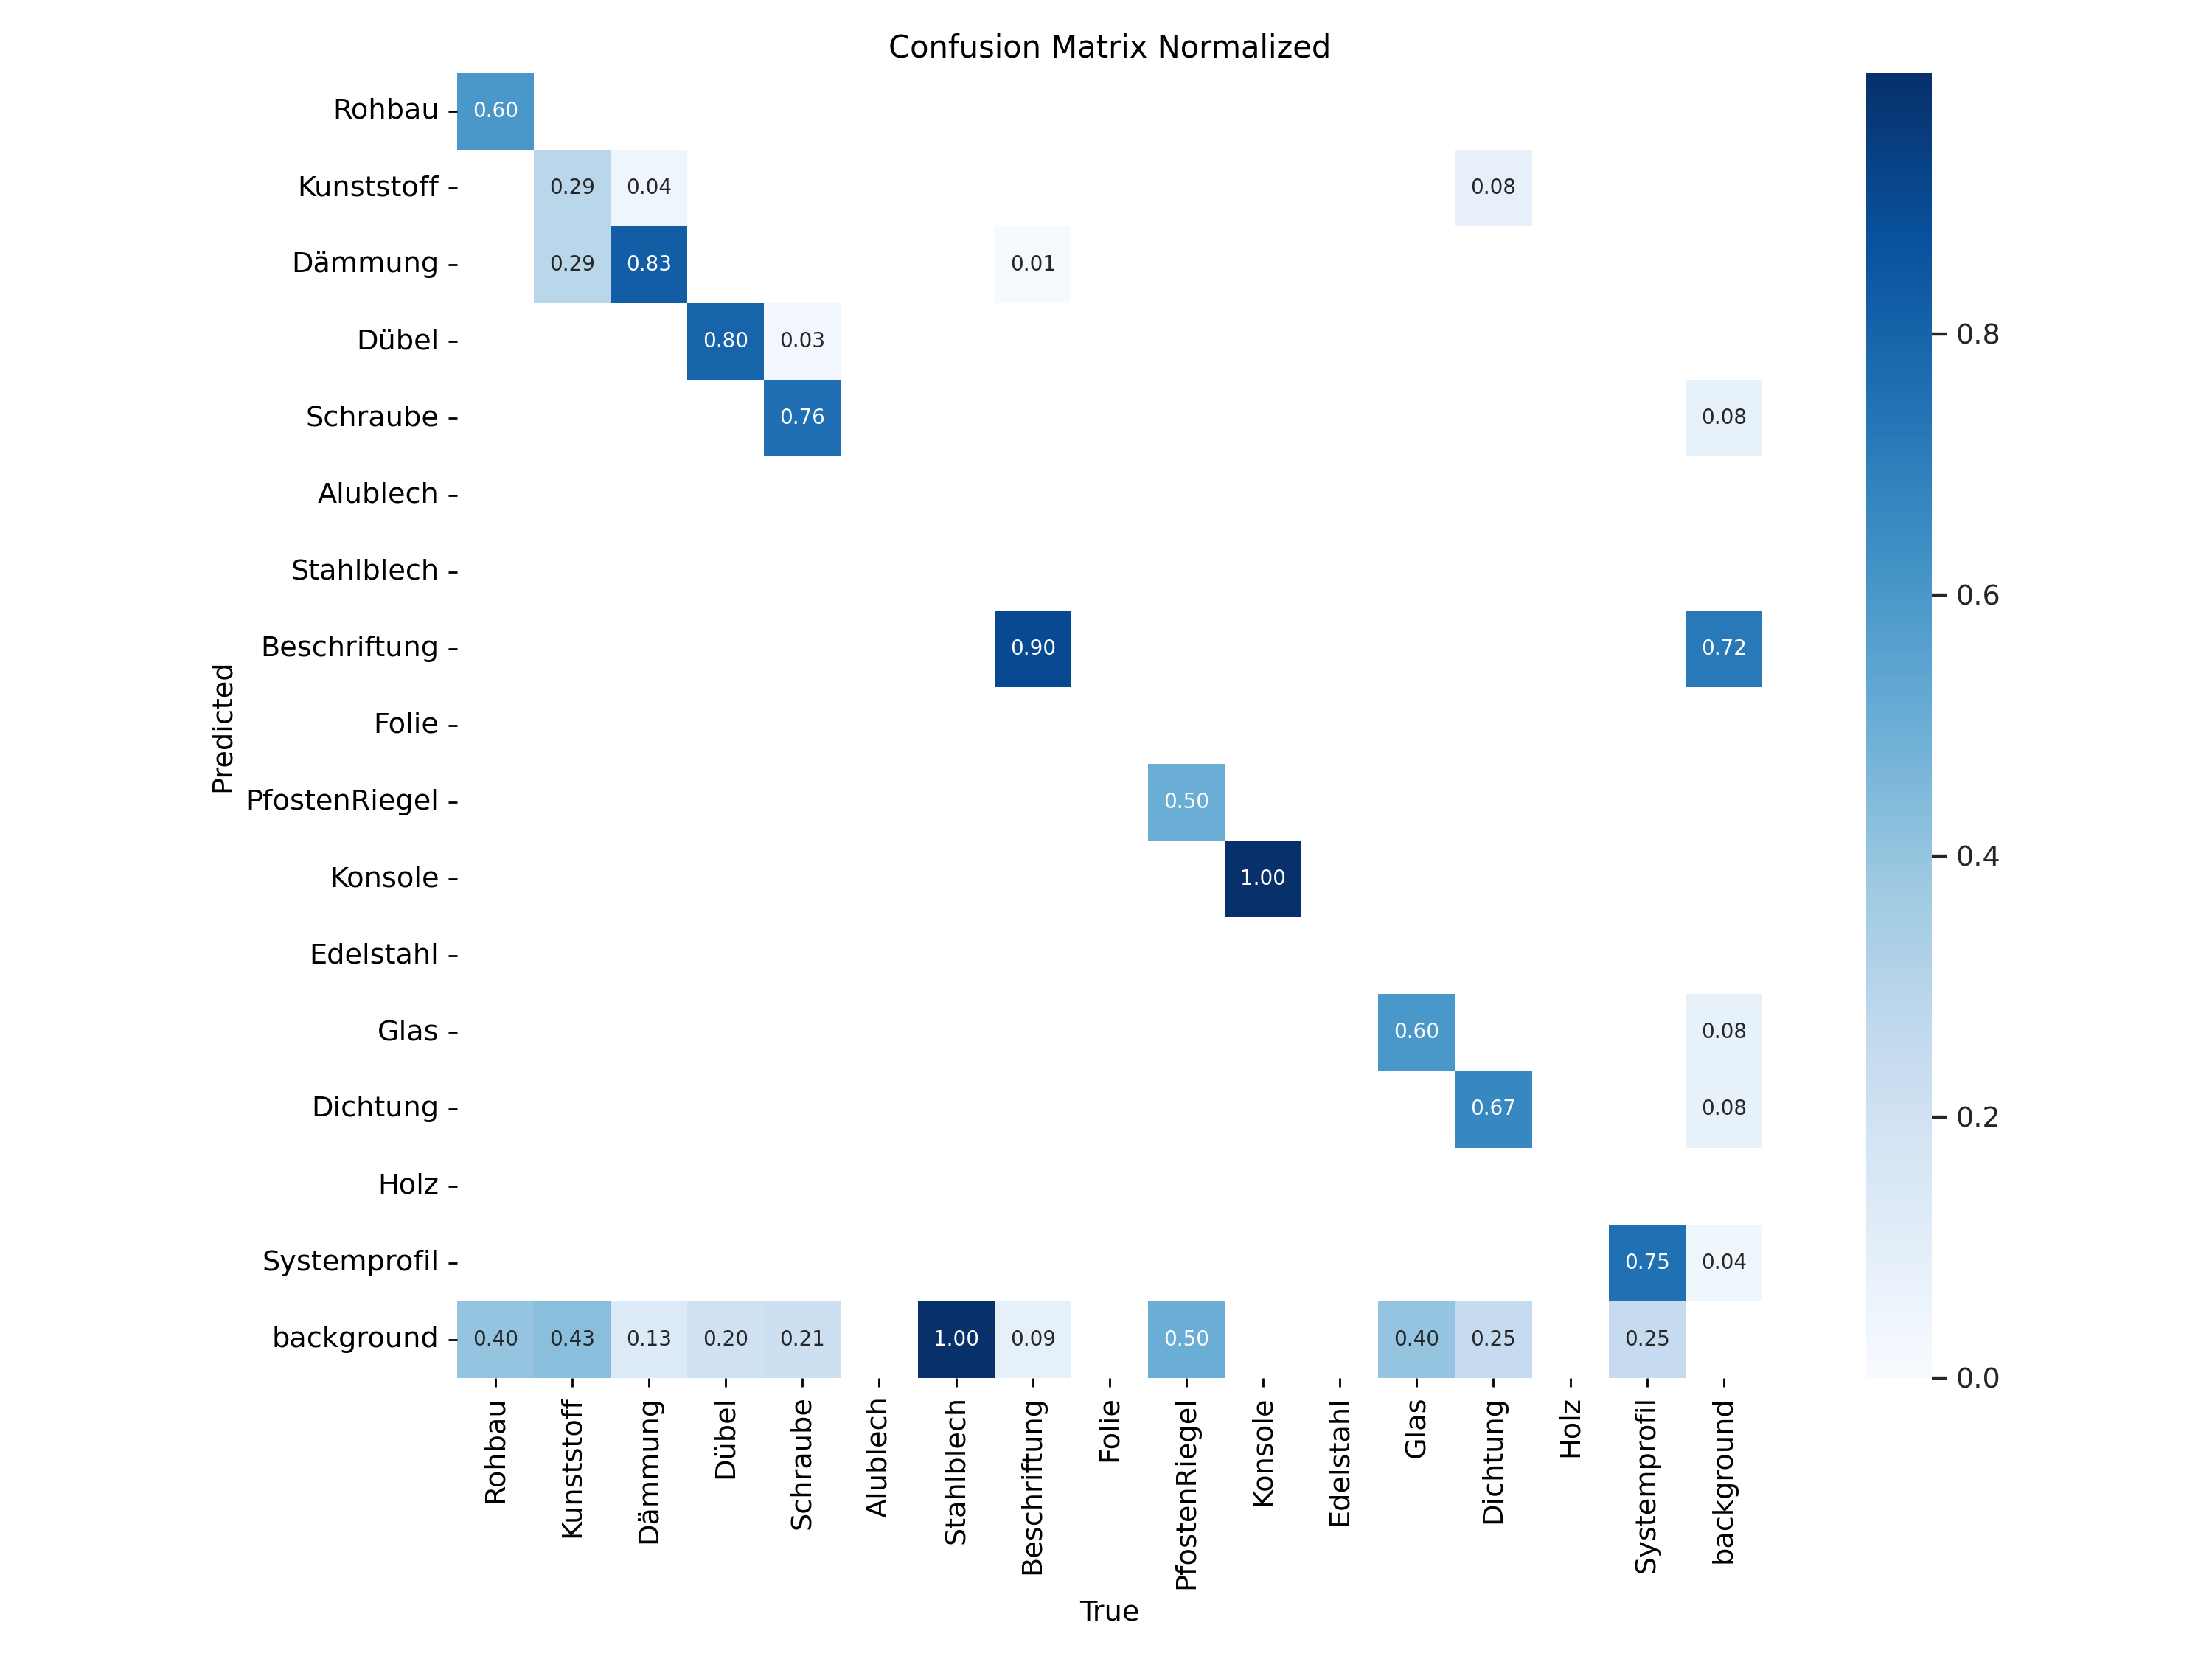 Confusion Matrix Normalized
Rohbau
0.60
Kunststoff
0.29 0.04 0.08
Dämmung
0.29 0.83 0.01
Dübel
0.80 0.03
0.8
Schraube
0.76 0.08
Alublech
Stahlblech
0.6
Beschriftung
0.90 0.72
Predicted
Folie
PfostenRiegel
0.50
0.4
Konsole
1.00
Edelstahl
Glas
0.60 0.08
Dichtung
0.67 0.08
0.2
Holz
Systemprofil
0.75 0.04
background
0.40 0.43 0.13 0.20 0.21 1.00 0.09 0.50 0.40 0.25 0.25
0.0
Rohbau
Kunststoff
Dämmung
Dübel
Schraube
Alublech
Stahlblech
Beschriftung
Folie
PfostenRiegel
Konsole
Edelstahl
Glas
Dichtung
Holz
Systemprofil
background
True